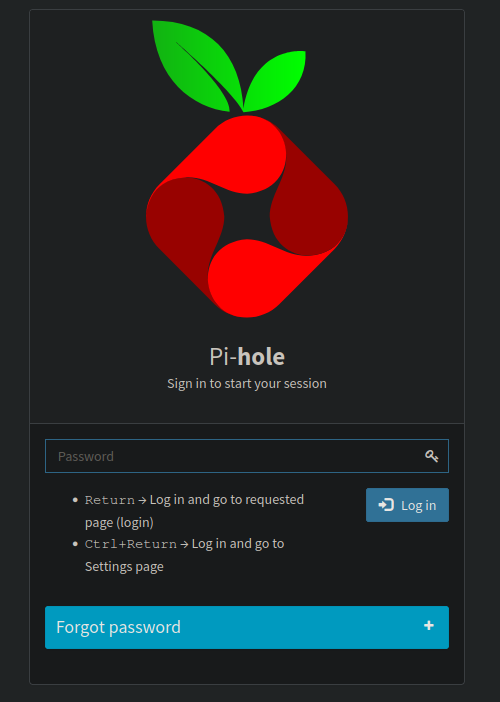 Pi-hole
Sign in to start your session
Password
Return → Log in and go to requested
page (login)
Ctrl+Return → Log in and go to
Settings page
Log in
Forgot password